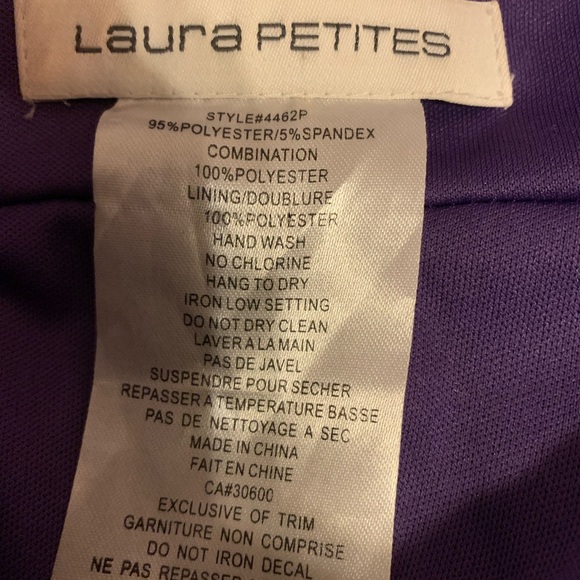 Laura PETITES
STYLE#4462P
95%POLYESTER/5%SPANDEX
COMBINATION
100%POLYESTER
LINING/DOUBLURE
100%POLYESTER
HAND WASH
NO CHLORINE
HANG TO DRY
IRON LOW SETTING
DO NOT DRY CLEAN
LAVER A LA MAIN
PAS DE JAVEL
SUSPENDRE POUR SECHER
REPASSER A TEMPERATURE BASSE
PAS DE NETTOYAGE A SEC
MADE IN CHINA
FAIT EN CHINE
CA#30600
EXCLUSIVE OF TRIM
GARNITURE NON COMPRISE
DO NOT IRON DECAL
NE PAS REPASSER